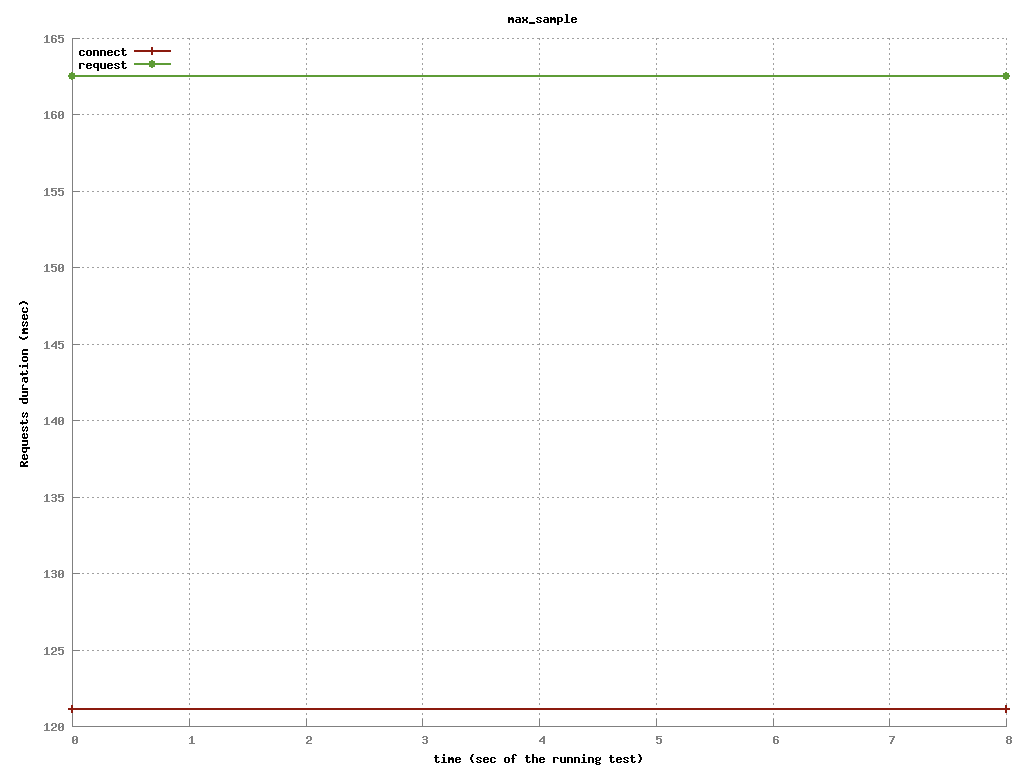 max_sample
165
connect
request
160
155
150
145
140
135
130
125
120
Requests duration (msec)
0 1 2 3 4 5 6 7 8
time (sec of the running test)